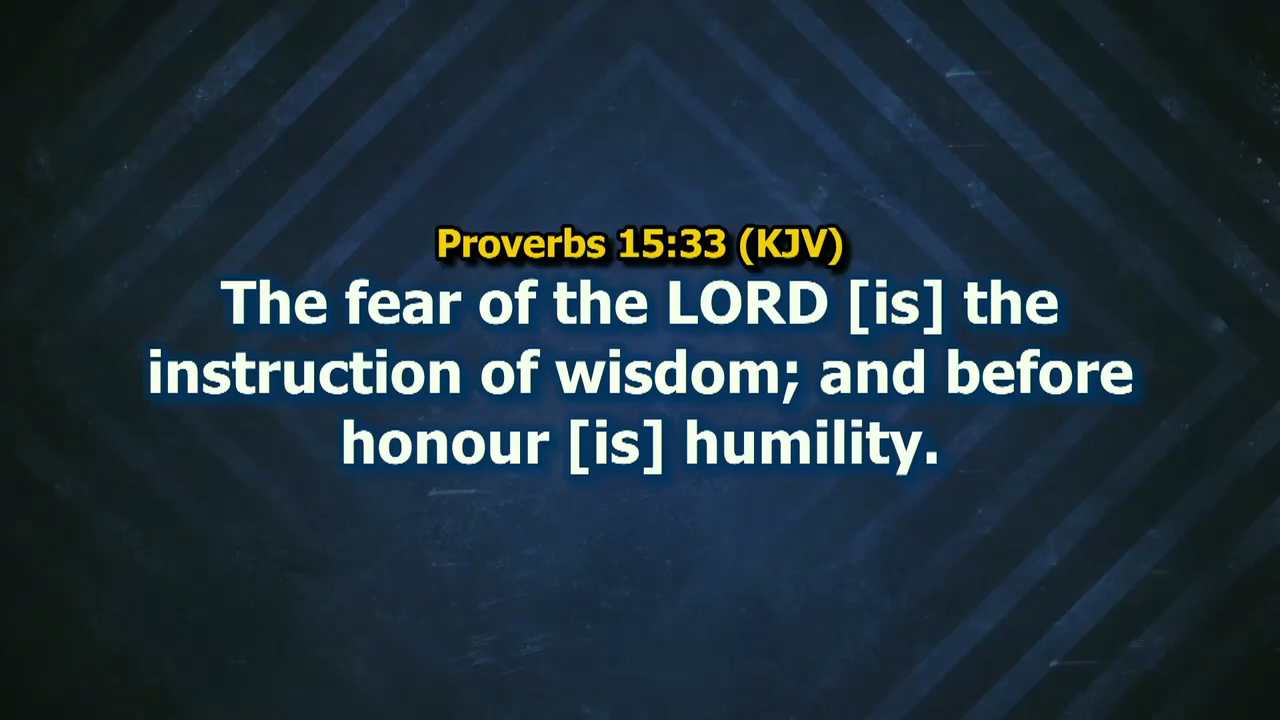 Proverbs 15:33 (KJV)
The fear of the LORD [is] the
instruction of wisdom; and before
honour [is] humility.